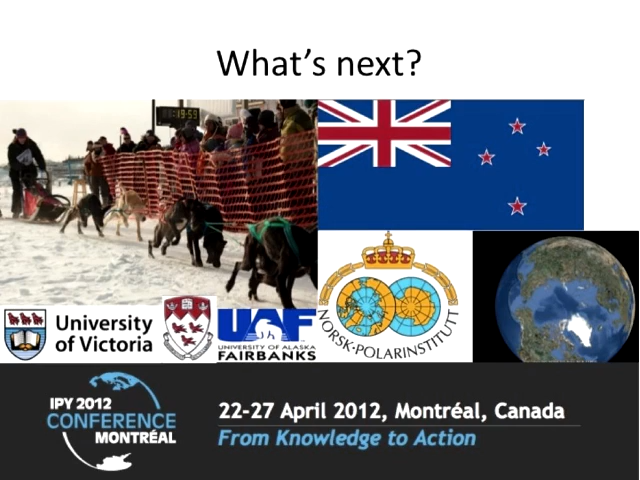 What's next?
19:59
University
of Victoria
UAF
UNIVERSITY OF ALASKA
FAIRBANKS
NORSK·POLARINSTITUTT
IPY 2012
CONFERENCE
MONTRÉAL
22-27 April 2012, Montréal, Canada
From Knowledge to Action